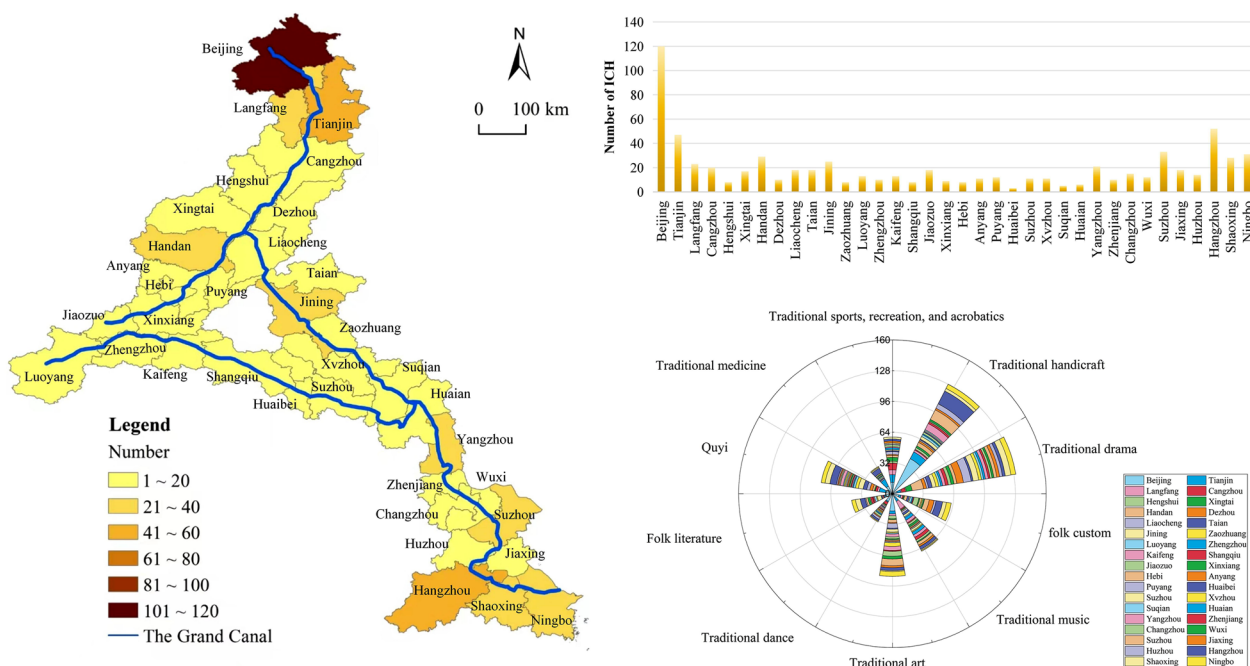 Beijing
Langfang
Tianjin
Cangzhou
Hengshui
Xingtai
Dezhou
Handan
Liaocheng
Anyang
Taian
Hebi
Puyang
Jining
Jiaozuo
Xinxiang
Zaozhuang
Zhengzhou
Xvzhou
Suqian
Luoyang
Kaifeng
Shangqiu
Suzhou
Huaian
Huaibei
Yangzhou
Wuxi
Zhenjiang
Changzhou
Suzhou
Huzhou
Jiaxing
Hangzhou
Shaoxing
Ningbo
N
0 100 km
Legend
Number
1 ~ 20
21 ~ 40
41 ~ 60
61 ~ 80
81 ~ 100
101 ~ 120
The Grand Canal
Number of ICH
140
120
100
80
60
40
20
0
Beijing
Tianjin
Langfang
Cangzhou
Hengshui
Xingtai
Handan
Dezhou
Liaocheng
Taian
Jining
Zaozhuang
Luoyang
Zhengzhou
Kaifeng
Shangqiu
Jiaozuo
Xinxiang
Hebi
Anyang
Puyang
Huaibei
Suzhou
Xvzhou
Suqian
Huaian
Yangzhou
Zhenjiang
Changzhou
Wuxi
Suzhou
Jiaxing
Huzhou
Hangzhou
Shaoxing
Ningbo
Traditional sports, recreation, and acrobatics
Traditional handicraft
Traditional drama
folk custom
Traditional music
Traditional art
Traditional dance
Folk literature
Quyi
Traditional medicine
160
128
96
64
32
Beijing Tianjin
Langfang Cangzhou
Hengshui Xingtai
Handan Dezhou
Liaocheng Taian
Jining Zaozhuang
Luoyang Zhengzhou
Kaifeng Shangqiu
Jiaozuo Xinxiang
Hebi Anyang
Puyang Huaibei
Suzhou Xvzhou
Suqian Huaian
Yangzhou Zhenjiang
Changzhou Wuxi
Suzhou Jiaxing
Huzhou Hangzhou
Shaoxing Ningbo